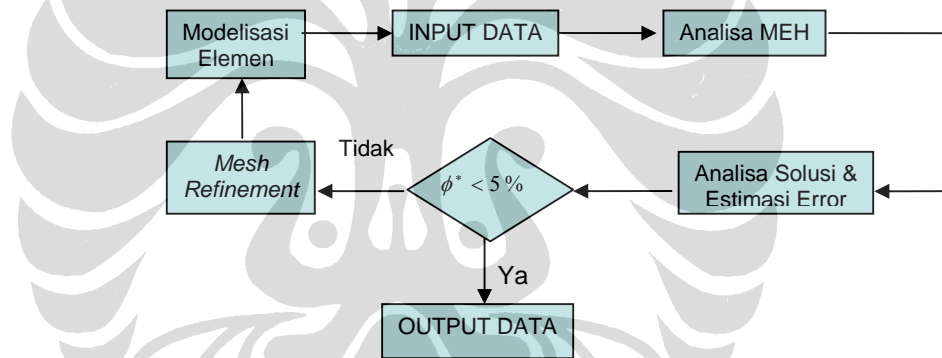 Modelisasi
Elemen
INPUT DATA
Analisa MEH
Mesh
Refinement
Tidak
ϕ* < 5 %
Analisa Solusi &
Estimasi Error
Ya
OUTPUT DATA